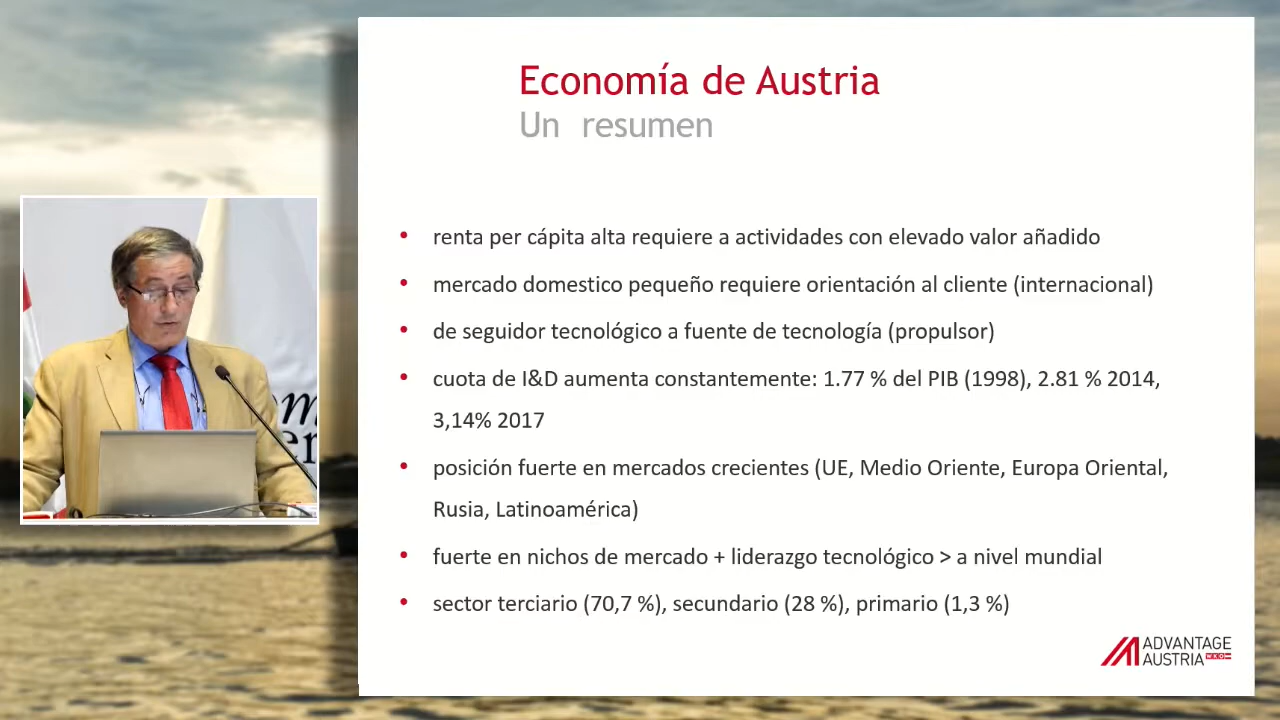 Economía de Austria
Un resumen
• renta per cápita alta requiere a actividades con elevado valor añadido
• mercado domestico pequeño requiere orientación al cliente (internacional)
• de seguidor tecnológico a fuente de tecnología (propulsor)
• cuota de I&D aumenta constantemente: 1.77 % del PIB (1998), 2.81 % 2014,
3,14% 2017
• posición fuerte en mercados crecientes (UE, Medio Oriente, Europa Oriental,
Rusia, Latinoamérica)
• fuerte en nichos de mercado + liderazgo tecnológico > a nivel mundial
• sector terciario (70,7 %), secundario (28 %), primario (1,3 %)
ADVANTAGE
AUSTRIA WKO